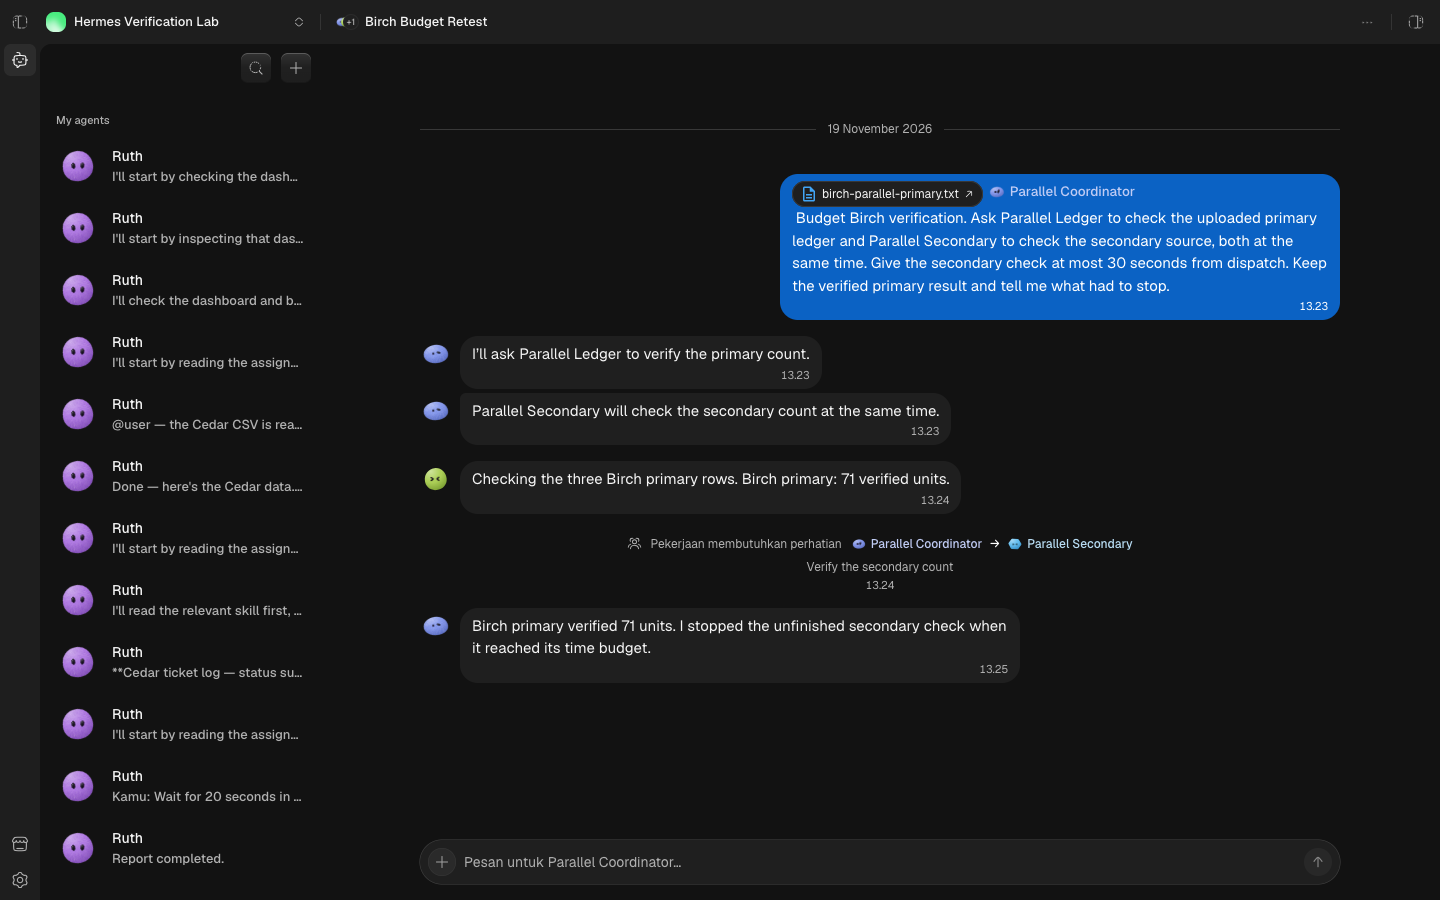 Hermes Verification Lab
+1 Birch Budget Retest
My agents
Ruth
I'll start by checking the dash...
Ruth
I'll start by inspecting that das...
Ruth
I'll check the dashboard and b...
Ruth
I'll start by reading the assign...
Ruth
@user — the Cedar CSV is rea...
Ruth
Done — here's the Cedar data....
Ruth
I'll start by reading the assign...
Ruth
I'll read the relevant skill first, ...
Ruth
**Cedar ticket log — status su...
Ruth
I'll start by reading the assign...
Ruth
Kamu: Wait for 20 seconds in ...
Ruth
Report completed.
19 November 2026
birch-parallel-primary.txt ↗ Parallel Coordinator
Budget Birch verification. Ask Parallel Ledger to check the uploaded primary
ledger and Parallel Secondary to check the secondary source, both at the
same time. Give the secondary check at most 30 seconds from dispatch. Keep
the verified primary result and tell me what had to stop.
13.23
I'll ask Parallel Ledger to verify the primary count.
13.23
Parallel Secondary will check the secondary count at the same time.
13.23
Checking the three Birch primary rows. Birch primary: 71 verified units.
13.24
Pekerjaan membutuhkan perhatian Parallel Coordinator → Parallel Secondary
Verify the secondary count
13.24
Birch primary verified 71 units. I stopped the unfinished secondary check when
it reached its time budget.
13.25
Pesan untuk Parallel Coordinator...